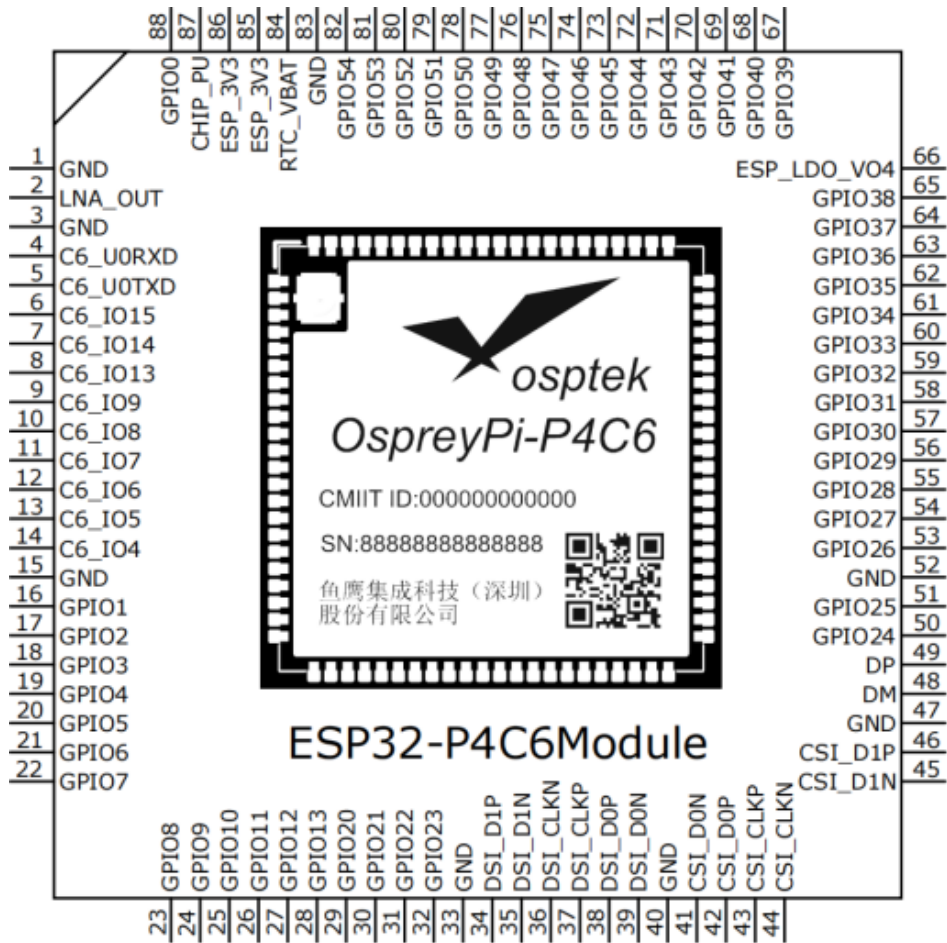 88 GPIO0
87 CHIP_PU
86 ESP_3V3
85 ESP_3V3
84 RTC_VBAT
83 GND
82 GPIO54
81 GPIO53
80 GPIO52
79 GPIO51
78 GPIO50
77 GPIO49
76 GPIO48
75 GPIO47
74 GPIO46
73 GPIO45
72 GPIO44
71 GPIO43
70 GPIO42
69 GPIO41
68 GPIO40
67 GPIO39
1 GND
2 LNA_OUT
3 GND
4 C6_U0RXD
5 C6_U0TXD
6 C6_IO15
7 C6_IO14
8 C6_IO13
9 C6_IO9
10 C6_IO8
11 C6_IO7
12 C6_IO6
13 C6_IO5
14 C6_IO4
15 GND
16 GPIO1
17 GPIO2
18 GPIO3
19 GPIO4
20 GPIO5
21 GPIO6
22 GPIO7
osptek
OspreyPi-P4C6
CMIIT ID:000000000000
SN:88888888888888
鱼鹰集成科技（深圳）
股份有限公司
ESP32-P4C6Module
ESP_LDO_VO4 66
GPIO38 65
GPIO37 64
GPIO36 63
GPIO35 62
GPIO34 61
GPIO33 60
GPIO32 59
GPIO31 58
GPIO30 57
GPIO29 56
GPIO28 55
GPIO27 54
GPIO26 53
GND 52
GPIO25 51
GPIO24 50
DP 49
DM 48
GND 47
CSI_D1P 46
CSI_D1N 45
23 GPIO8
24 GPIO9
25 GPIO10
26 GPIO11
27 GPIO12
28 GPIO13
29 GPIO20
30 GPIO21
31 GPIO22
32 GPIO23
33 GND
34 DSI_D1P
35 DSI_D1N
36 DSI_CLKN
37 DSI_CLKP
38 DSI_D0P
39 DSI_D0N
40 GND
41 CSI_D0N
42 CSI_D0P
43 CSI_CLKP
44 CSI_CLKN